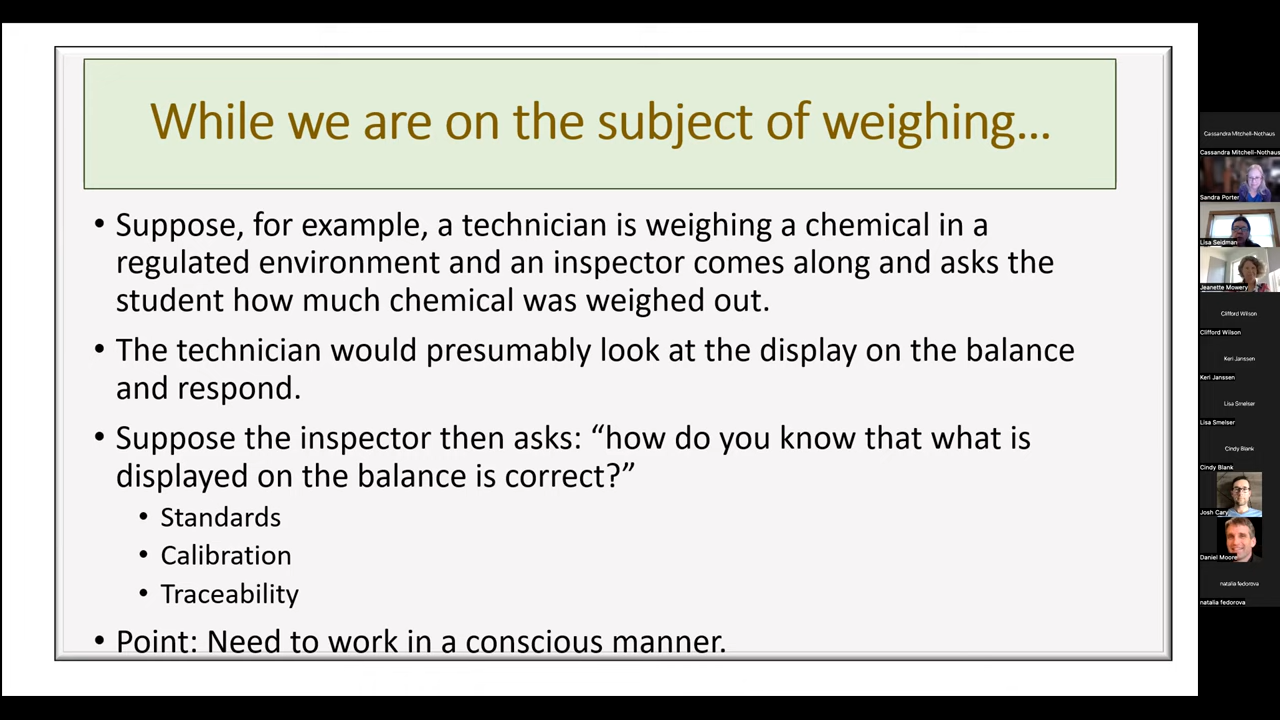 While we are on the subject of weighing...
• Suppose, for example, a technician is weighing a chemical in a
regulated environment and an inspector comes along and asks the
student how much chemical was weighed out.
• The technician would presumably look at the display on the balance
and respond.
• Suppose the inspector then asks: “how do you know that what is
displayed on the balance is correct?”
• Standards
• Calibration
• Traceability
• Point: Need to work in a conscious manner.
Cassandra Mitchell-Nothaus
Cassandra Mitchell-Nothaus
Sandra Porter
Lisa Seidman
Jeanette Mowery
Clifford Wilson
Clifford Wilson
Keri Janssen
Keri Janssen
Lisa Smelser
Lisa Smelser
Cindy Blank
Cindy Blank
Josh Cary
Daniel Moore
natalia fedorova
natalia fedorova